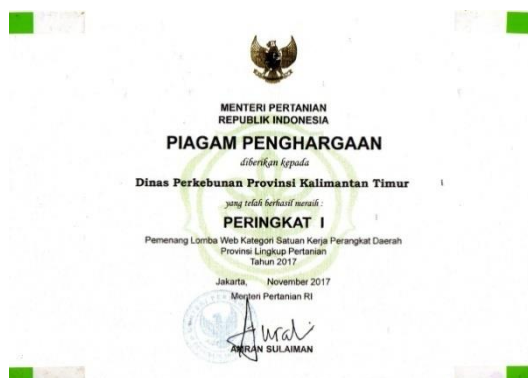 MENTERI PERTANIAN
REPUBLIK INDONESIA
PIAGAM PENGHARGAAN
diberikan kepada
Dinas Perkebunan Provinsi Kalimantan Timur
yang telah berhasil meraih :
PERINGKAT I
Pemenang Lomba Web Kategori Satuan Kerja Perangkat Daerah
Provinsi Lingkup Pertanian
Tahun 2017
Jakarta, November 2017
Menteri Pertanian RI
AMRAN SULAIMAN